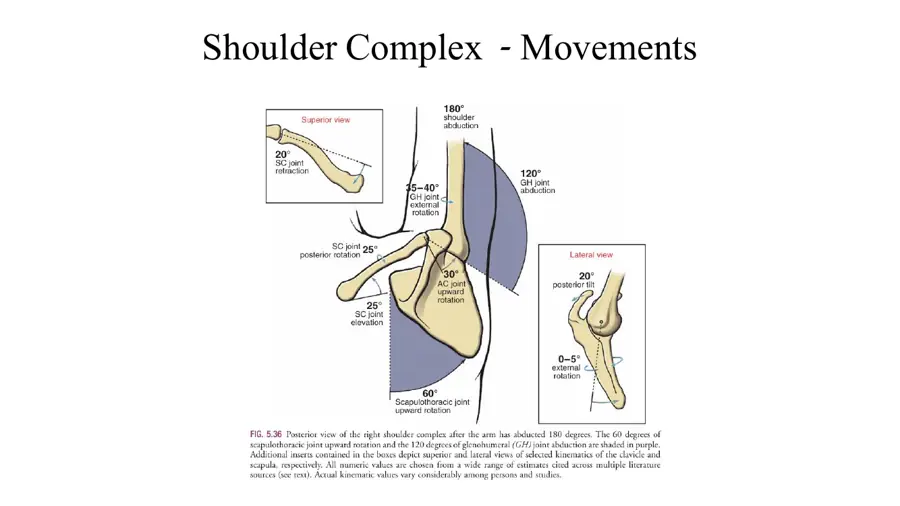 Shoulder Complex - Movements
Superior view
20°
SC joint
retraction
180°
shoulder
abduction
120°
GH joint
abduction
35–40°
GH joint
external
rotation
SC joint
posterior rotation 25°
30°
AC joint
upward
rotation
25°
SC joint
elevation
60°
Scapulothoracic joint
upward rotation
Lateral view
20°
posterior tilt
0–5°
external
rotation
FIG. 5.36 Posterior view of the right shoulder complex after the arm has abducted 180 degrees. The 60 degrees of
scapulothoracic joint upward rotation and the 120 degrees of glenohumeral (GH) joint abduction are shaded in purple.
Additional inserts contained in the boxes depict superior and lateral views of selected kinematics of the clavicle and
scapula, respectively. All numeric values are chosen from a wide range of estimates cited across multiple literature
sources (see text). Actual kinematic values vary considerably among persons and studies.